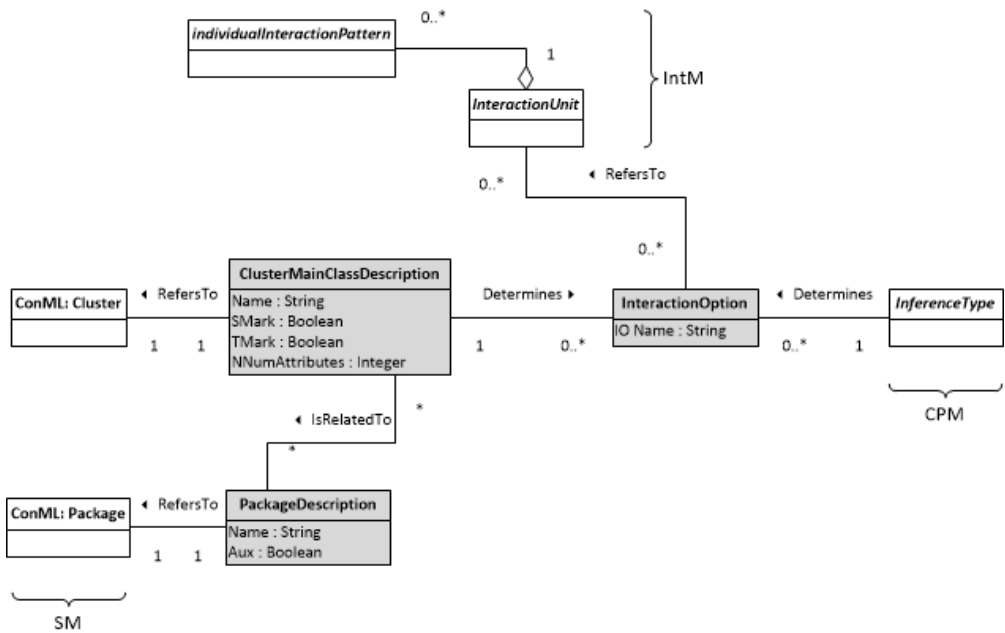 0..*
individualInteractionPattern
1
IntM
InteractionUnit
◄ RefersTo
0..*
0..*
ClusterMainClassDescription
Name : String
SMark : Boolean
TMark : Boolean
NNumAttributes : Integer
ConML: Cluster
◄ RefersTo
1
1
Determines ►
1
0..*
InteractionOption
IO Name : String
◄ Determines
0..*
1
InferenceType
CPM
◄ IsRelatedTo
*
*
ConML: Package
◄ RefersTo
1
1
PackageDescription
Name : String
Aux : Boolean
SM